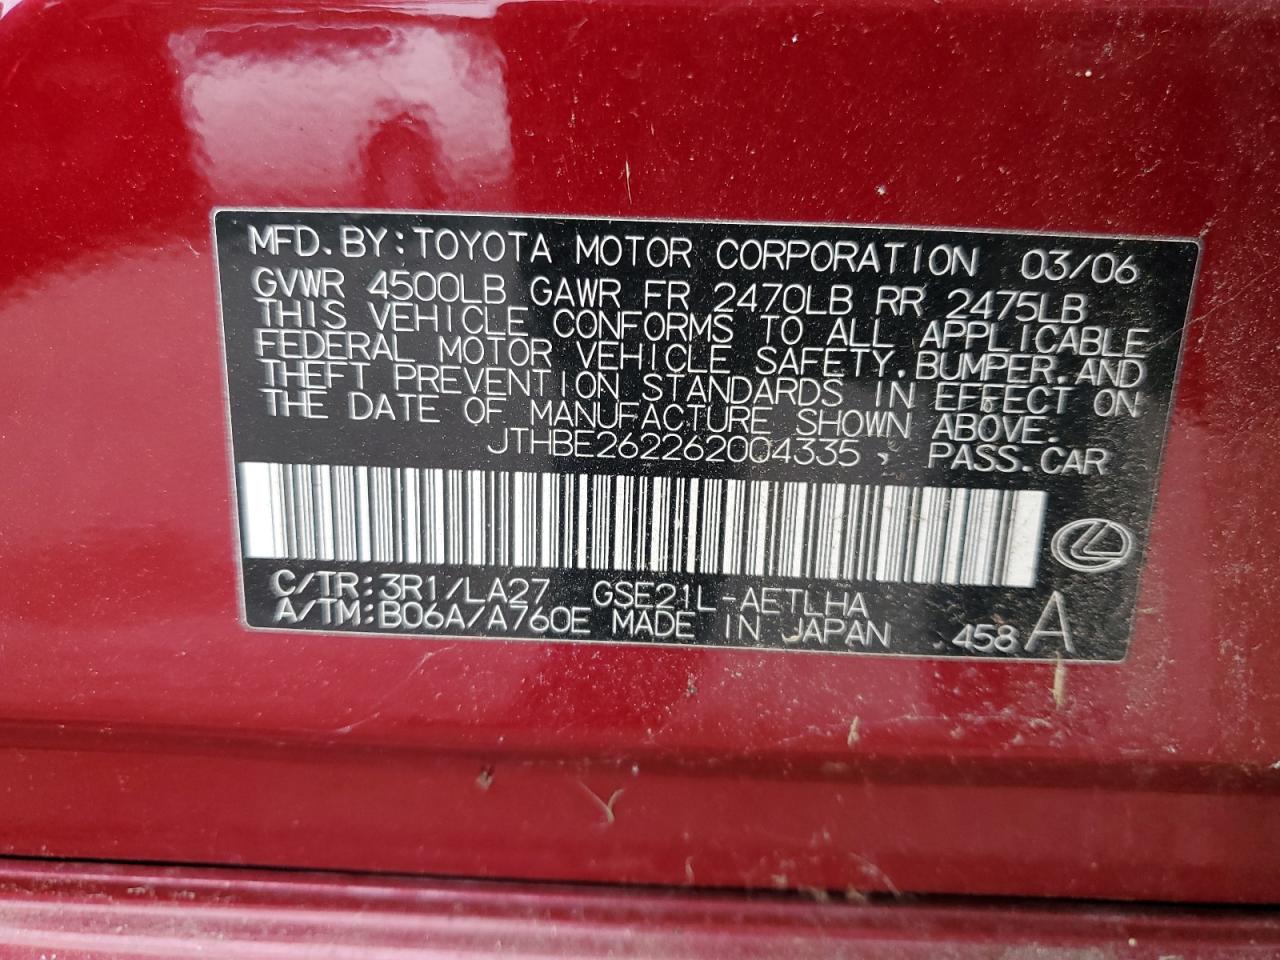 MFD.BY:TOYOTA MOTOR CORPORATION 03/06
GVWR 4500LB GAWR FR 2470LB RR 2475LB
THIS VEHICLE CONFORMS TO ALL APPLICABLE
FEDERAL MOTOR VEHICLE SAFETY,BUMPER,AND
THEFT PREVENTION STANDARDS IN EFFECT ON
THE DATE OF MANUFACTURE SHOWN ABOVE.
JTHBE262262004335, PASS.CAR
C/TR:3R1/LA27 GSE21L-AETLHA
A/TM:B06A/A760E MADE IN JAPAN 458 A